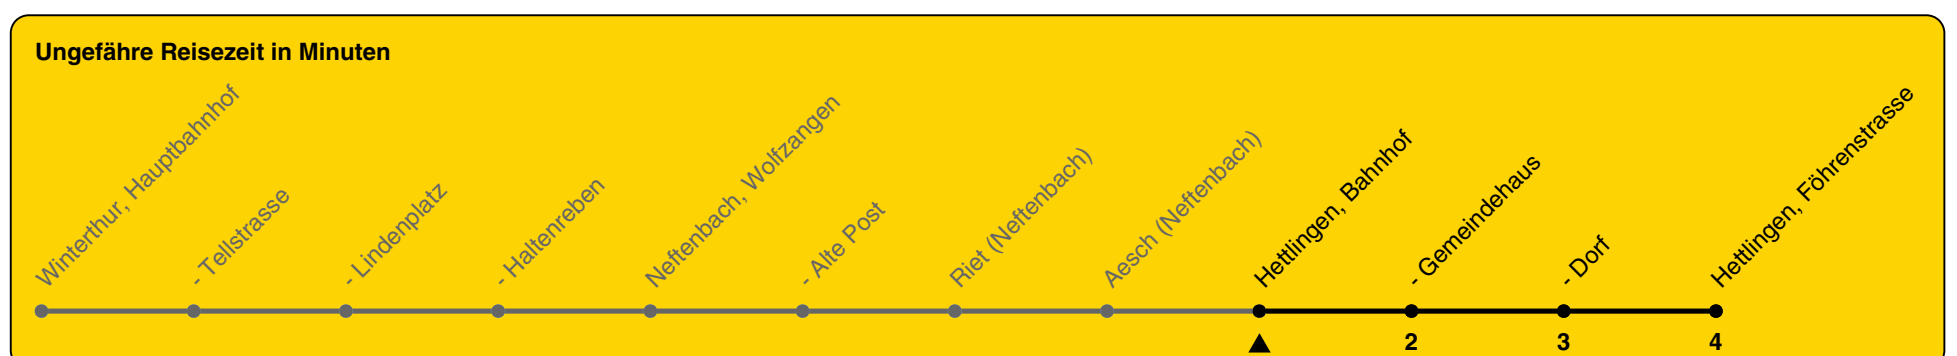 Ungefähre Reisezeit in Minuten
Winterthur, Hauptbahnhof
- Tellstrasse
- Lindenplatz
- Haltenreben
Neftenbach, Wolfzangen
- Alte Post
Riet (Neftenbach)
Aesch (Neftenbach)
Hettlingen, Bahnhof
- Gemeindehaus
- Dorf
Hettlingen, Föhrenstrasse
2 3 4